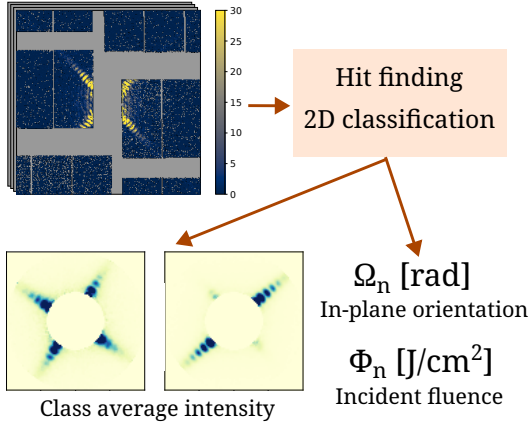 30
25
20
15
10
5
0
Hit finding
2D classification
Ωn [rad]
In-plane orientation
Φn [J/cm²]
Incident fluence
Class average intensity